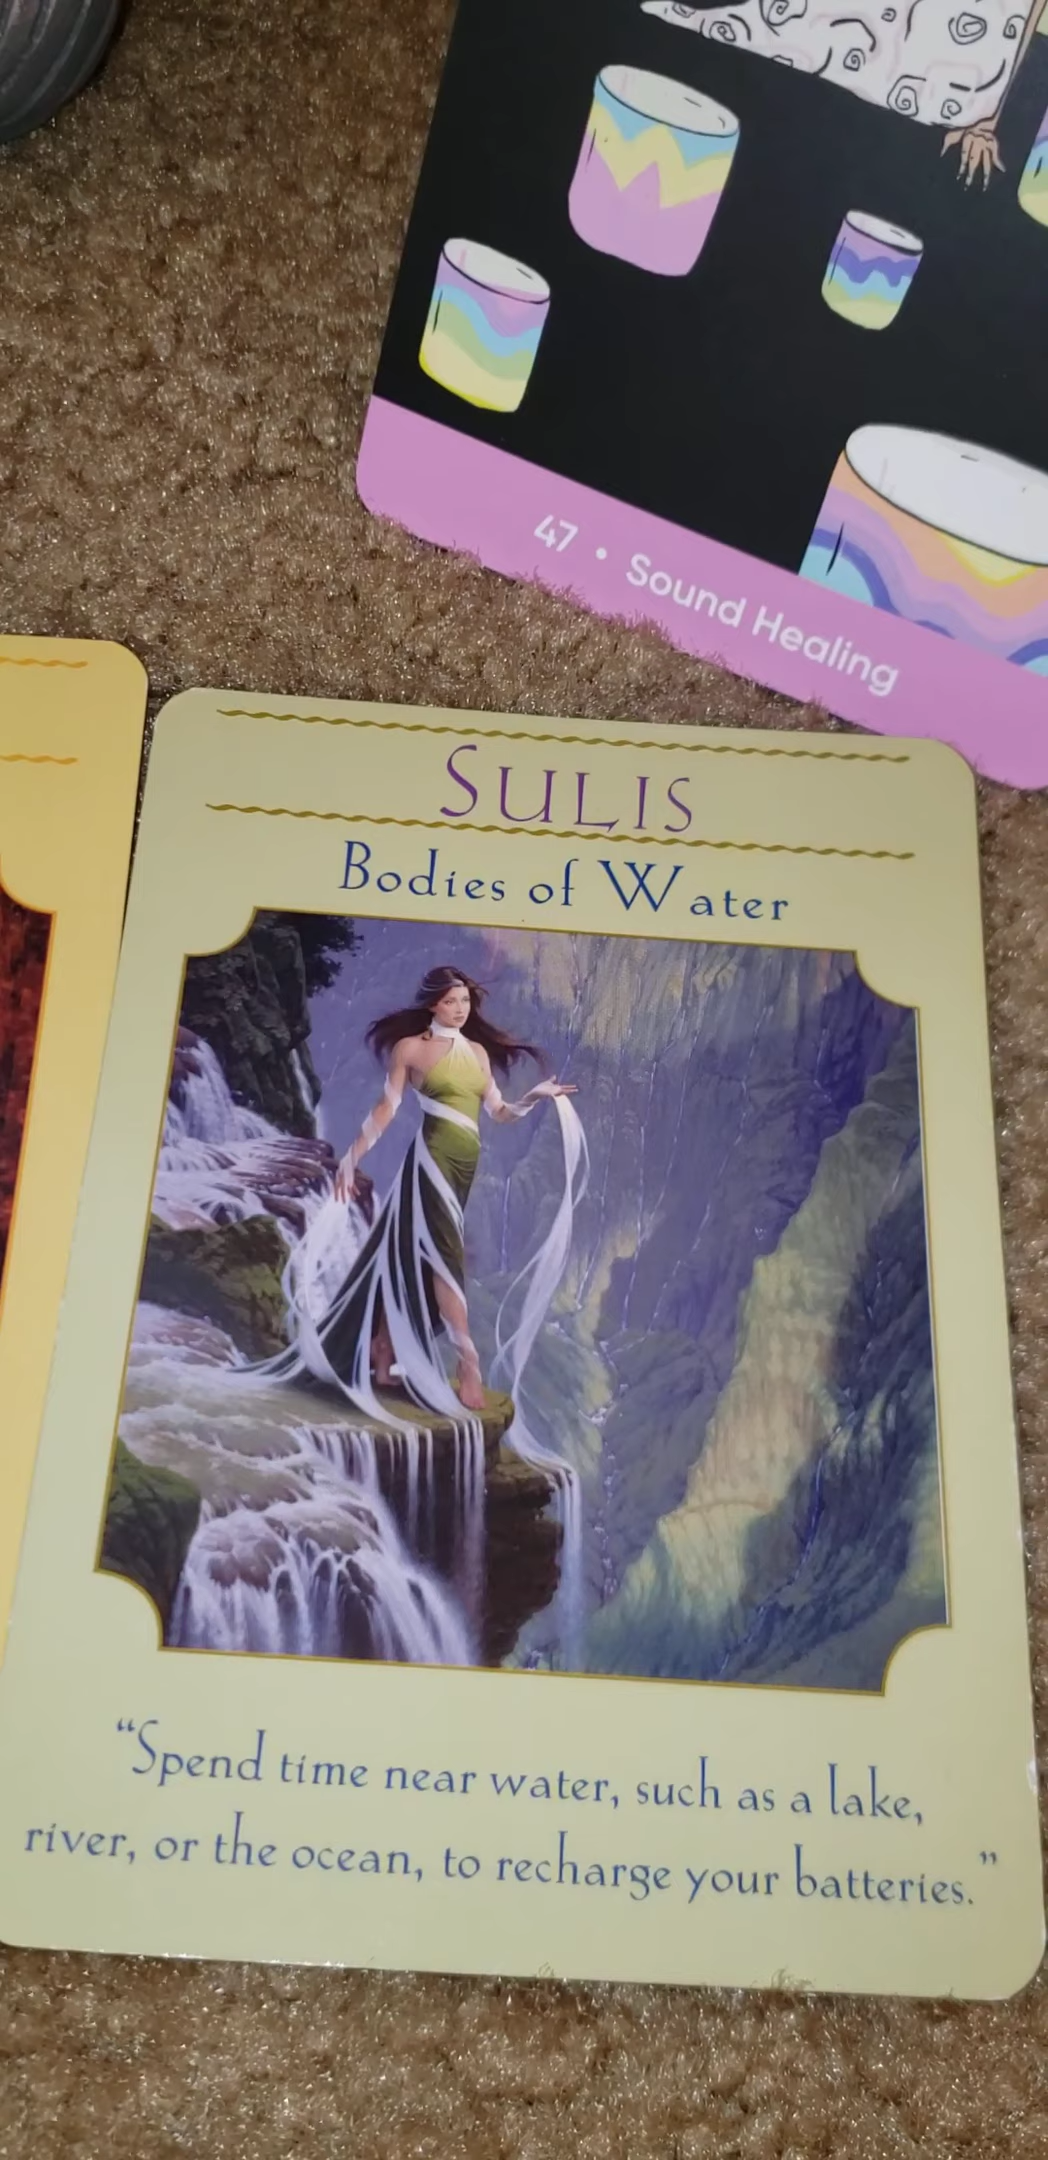 47 • Sound Healing
SULIS
Bodies of Water
“Spend time near water, such as a lake,
river, or the ocean, to recharge your batteries.”